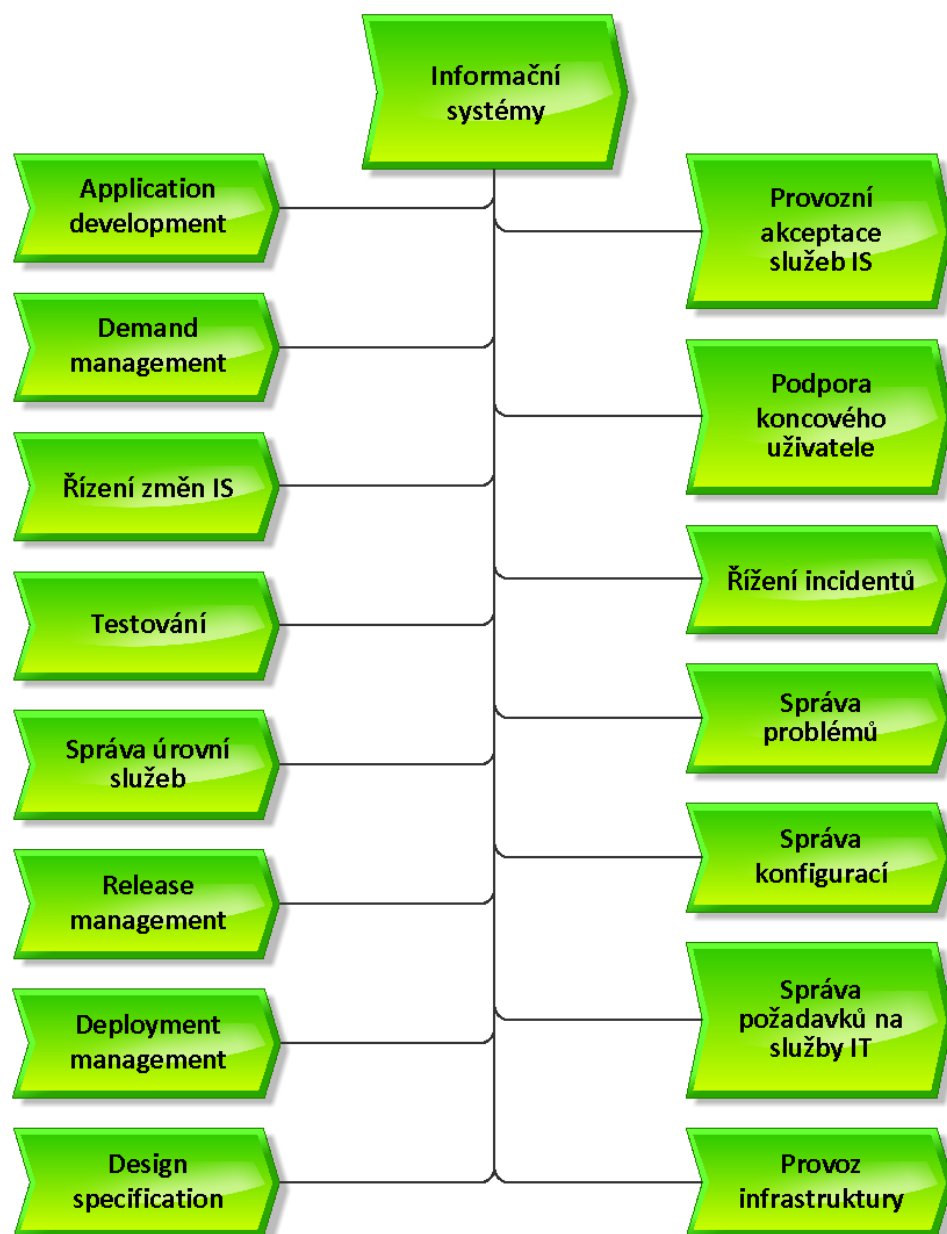 Informační
systémy
Application
development
Demand
management
Řízení změn IS
Testování
Správa úrovní
služeb
Release
management
Deployment
management
Design
specification
Provozní
akceptace
služeb IS
Podpora
koncového
uživatele
Řížení incidentů
Správa
problémů
Správa
konfigurací
Správa
požadavků na
služby IT
Provoz
infrastruktury